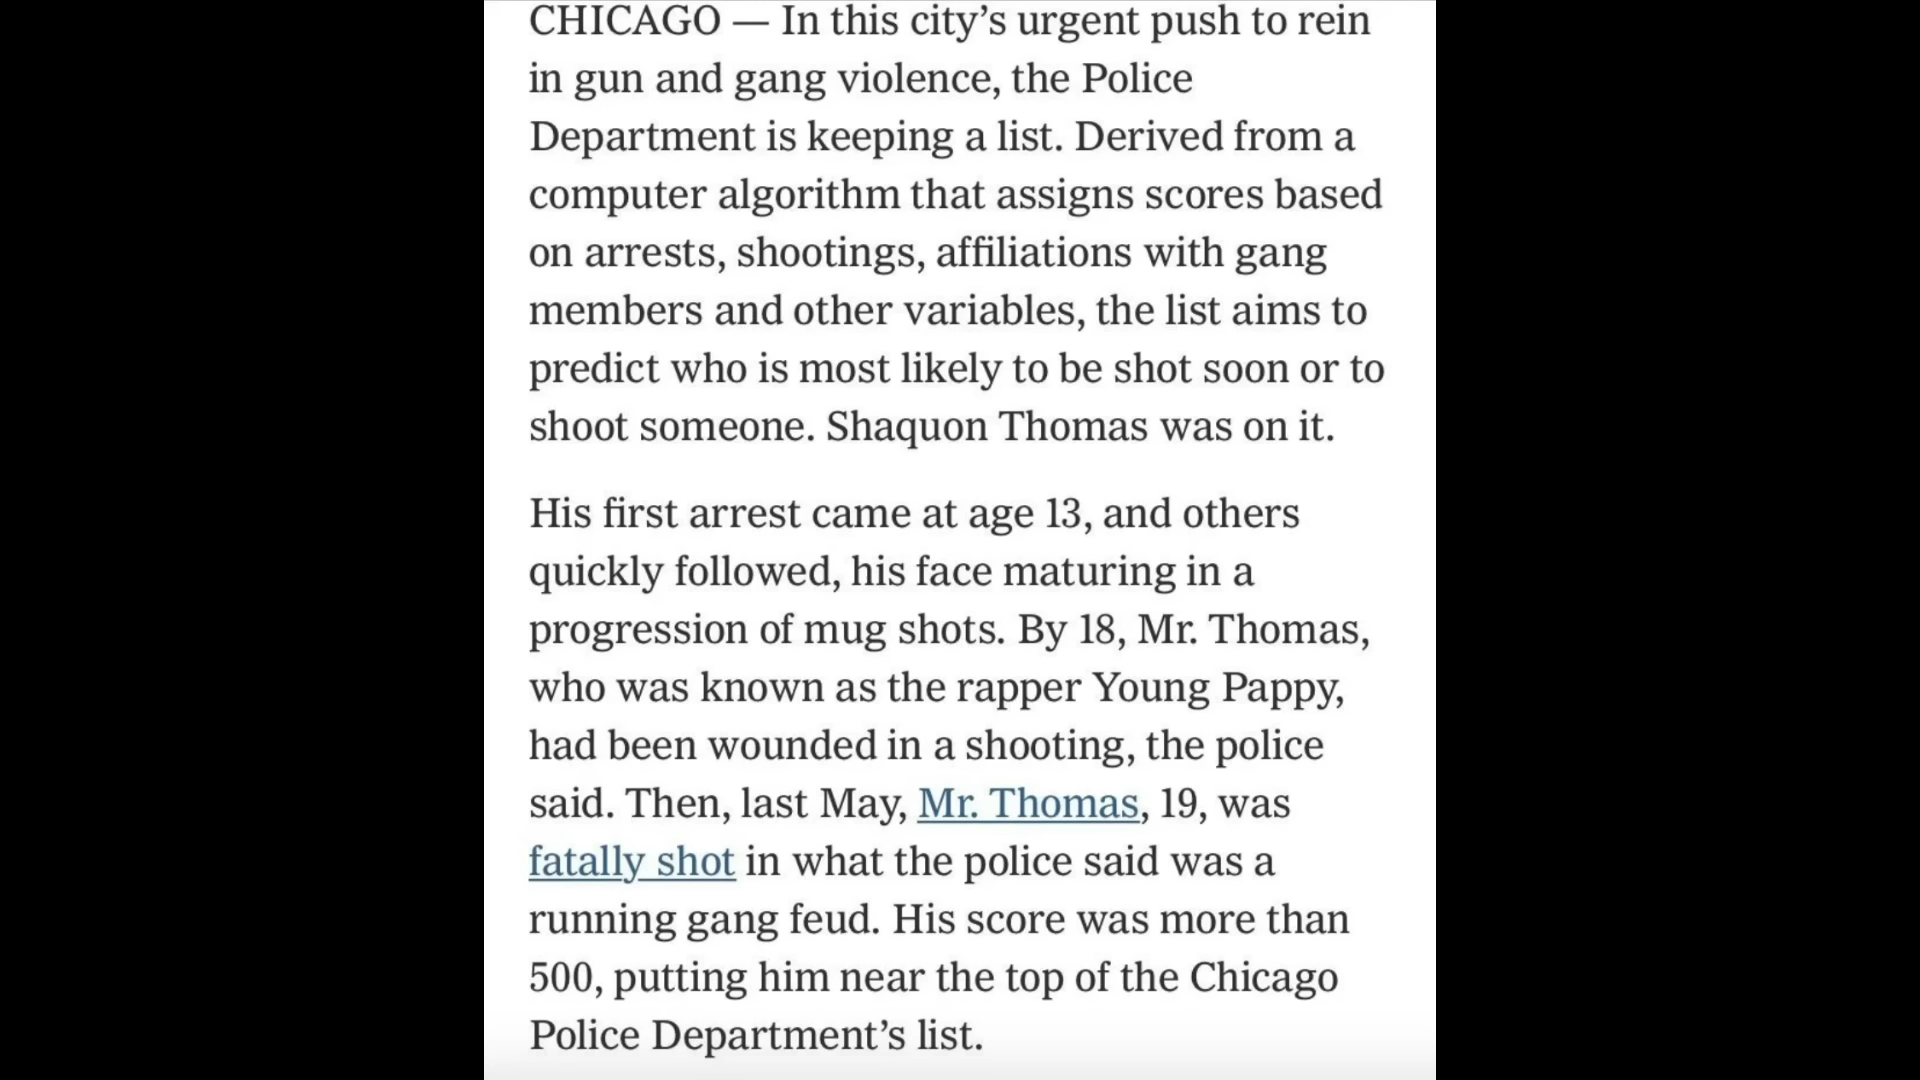 CHICAGO — In this city’s urgent push to rein
in gun and gang violence, the Police
Department is keeping a list. Derived from a
computer algorithm that assigns scores based
on arrests, shootings, affiliations with gang
members and other variables, the list aims to
predict who is most likely to be shot soon or to
shoot someone. Shaquon Thomas was on it.
His first arrest came at age 13, and others
quickly followed, his face maturing in a
progression of mug shots. By 18, Mr. Thomas,
who was known as the rapper Young Pappy,
had been wounded in a shooting, the police
said. Then, last May, Mr. Thomas, 19, was
fatally shot in what the police said was a
running gang feud. His score was more than
500, putting him near the top of the Chicago
Police Department’s list.